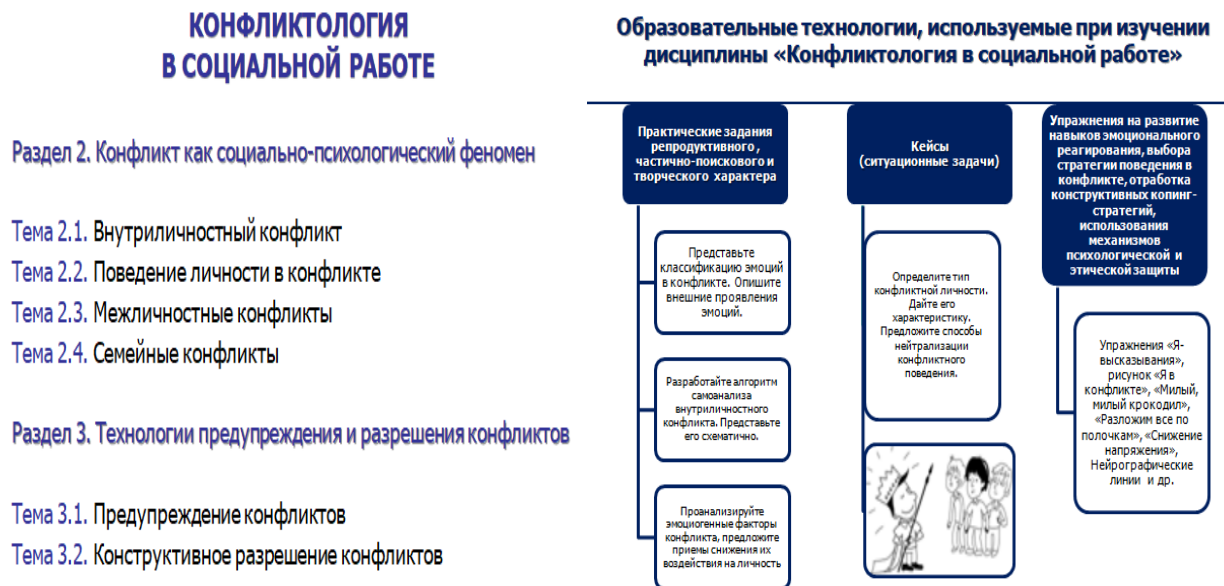 КОНФЛИКТОЛОГИЯ
В СОЦИАЛЬНОЙ РАБОТЕ
Раздел 2. Конфликт как социально-психологический феномен
Тема 2.1. Внутриличностный конфликт
Тема 2.2. Поведение личности в конфликте
Тема 2.3. Межличностные конфликты
Тема 2.4. Семейные конфликты
Раздел 3. Технологии предупреждения и разрешения конфликтов
Тема 3.1. Предупреждение конфликтов
Тема 3.2. Конструктивное разрешение конфликтов
Образовательные технологии, используемые при изучении
дисциплины «Конфликтология в социальной работе»
Практические задания
репродуктивного ,
частично-поискового и
творческого характера
Представьте
классификацию эмоций
в конфликте. Опишите
внешние проявления
эмоций.
Разработайте алгоритм
самоанализа
внутриличностного
конфликта. Представьте
его схематично.
Проанализируйте
эмоциогенные факторы
конфликта, предложите
приемы снижения их
воздействия на личность
Кейсы
(ситуационные задачи)
Определите тип
конфликтной личности.
Дайте его
характеристику.
Предложите способы
нейтрализации
конфликтного
поведения.
Упражнения на развитие
навыков эмоционального
реагирования, выбора
стратегии поведения в
конфликте, отработка
конструктивных копинг-
стратегий,
использования
механизмов
психологической и
этической защиты
Упражнения «Я-
высказывания»,
рисунок «Я в
конфликте», «Милый,
милый крокодил»,
«Разложим все по
полочкам», «Снижение
напряжения»,
Нейрографические
линии и др.